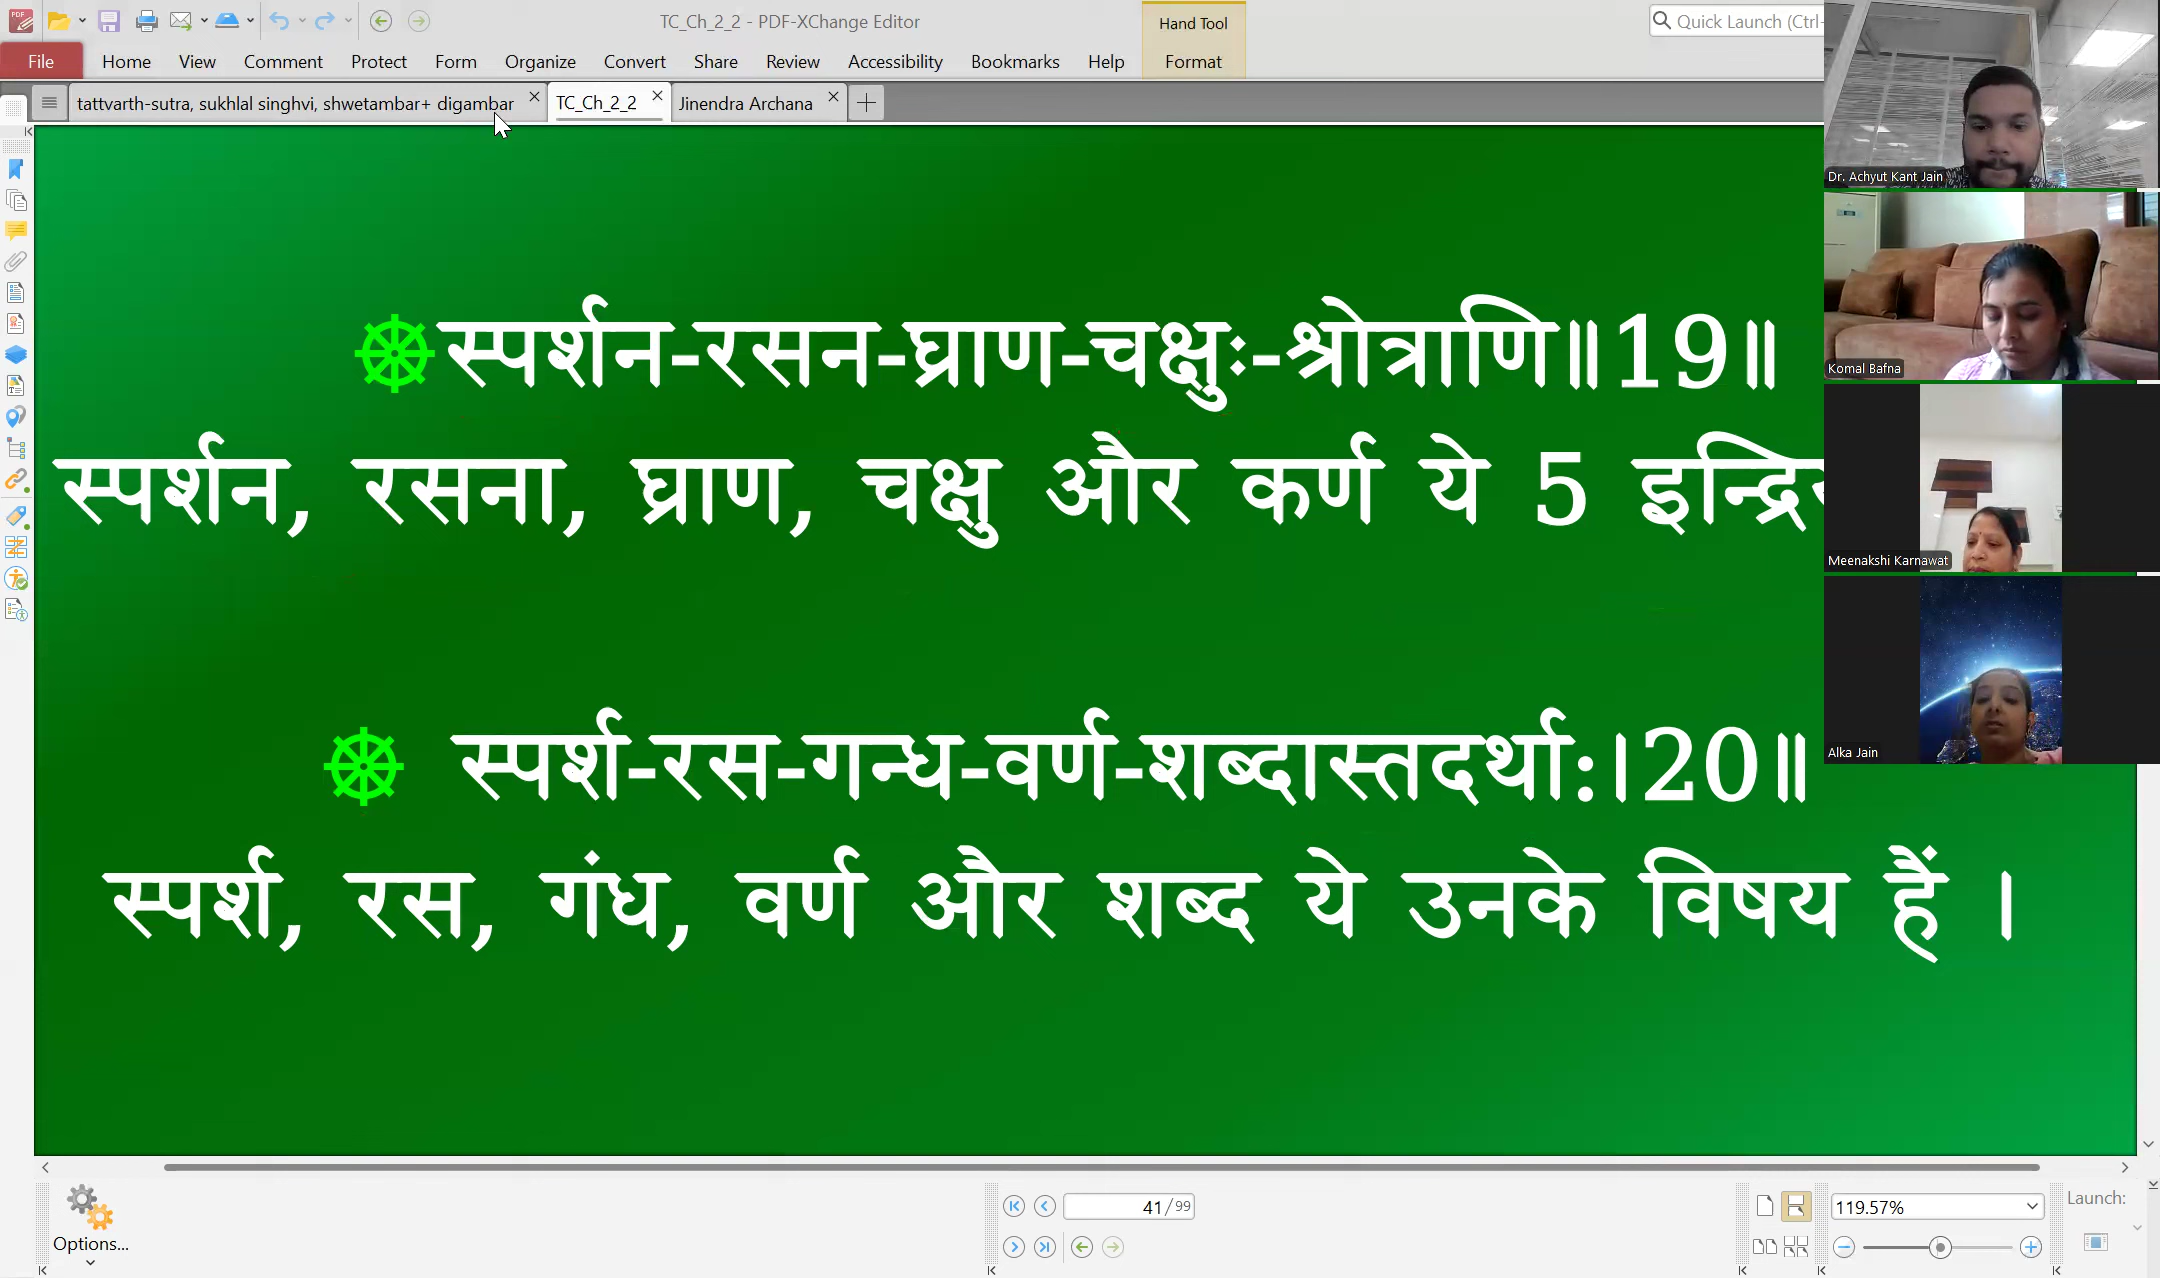 TC_Ch_2_2 - PDF-XChange Editor
Hand Tool
Quick Launch (Ctrl-
File Home View Comment Protect Form Organize Convert Share Review Accessibility Bookmarks Help Format
tattvarth-sutra, sukhlal singhvi, shwetambar+ digambar TC_Ch_2_2 Jinendra Archana
स्पर्शन-रसन-घ्राण-चक्षुः-श्रोत्राणि॥19॥
स्पर्शन, रसना, घ्राण, चक्षु और कर्ण ये 5
स्पर्श-रस-गन्ध-वर्ण-शब्दास्तदर्था:।20॥
स्पर्श, रस, गंध, वर्ण और शब्द ये उनके विषय हैं ।
Dr. Achyut Kant Jain
Komal Bafna
Meenakshi Karnawat
Alka Jain
Options...
41 / 99
119.57%
Launch: